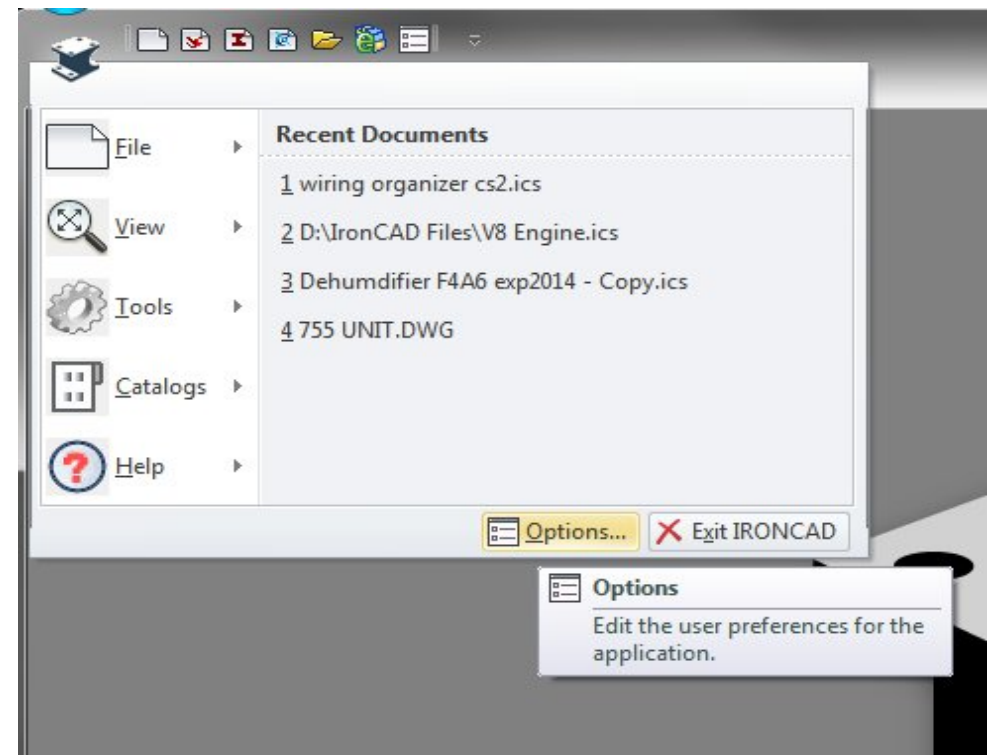 File
Recent Documents
1 wiring organizer cs2.ics
View
2 D:\IronCAD Files\V8 Engine.ics
3 Dehumdifier F4A6 exp2014 - Copy.ics
Tools
4 755 UNIT.DWG
Catalogs
Help
Options...
Exit IRONCAD
Options
Edit the user preferences for the
application.